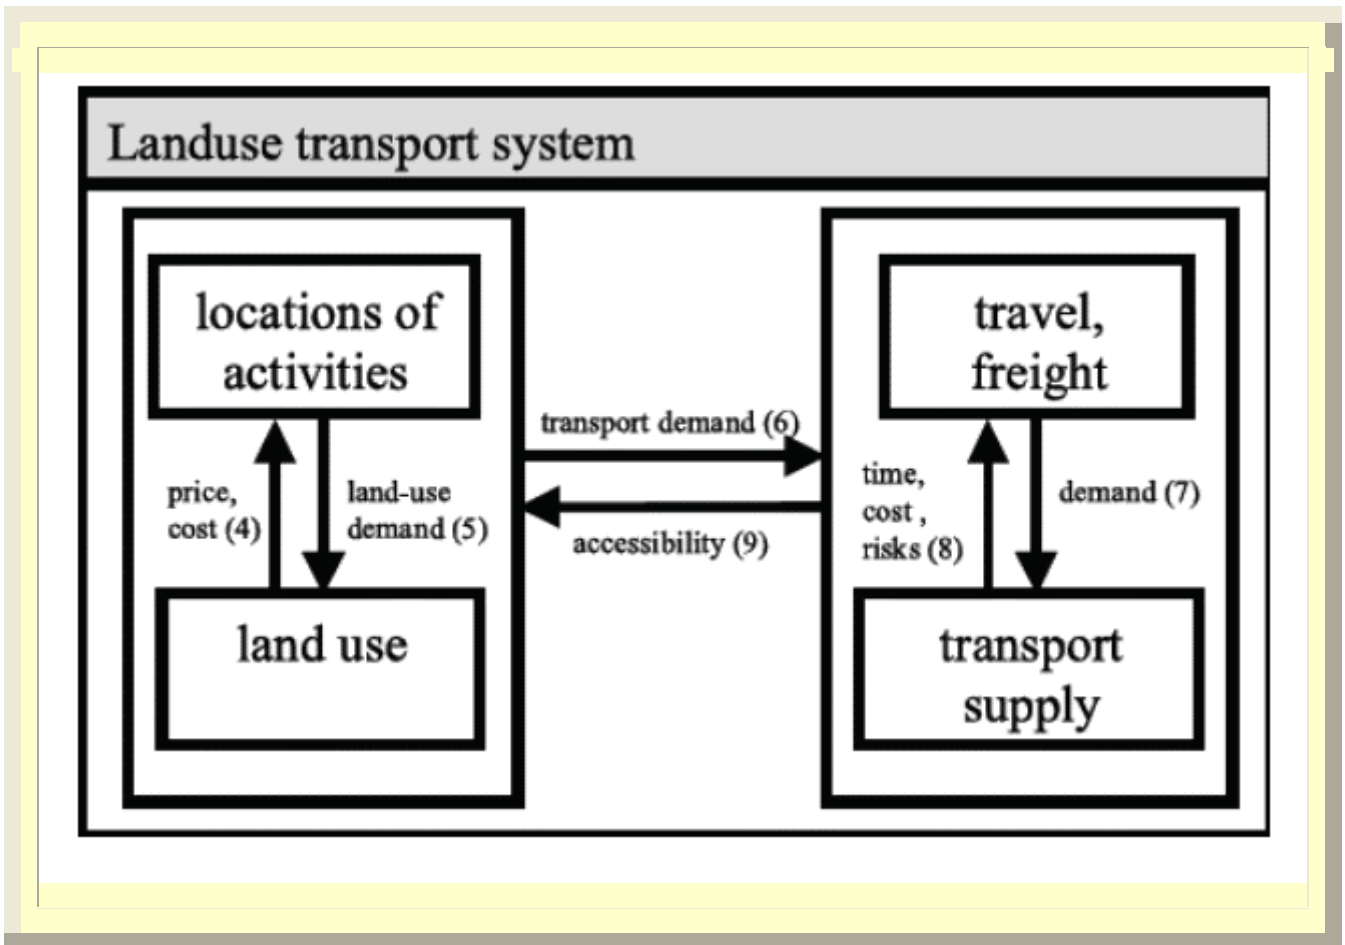 Landuse transport system
locations of
activities
price,
cost (4)
land-use
demand (5)
land use
transport demand (6)
accessibility (9)
travel,
freight
time,
cost ,
risks (8)
demand (7)
transport
supply